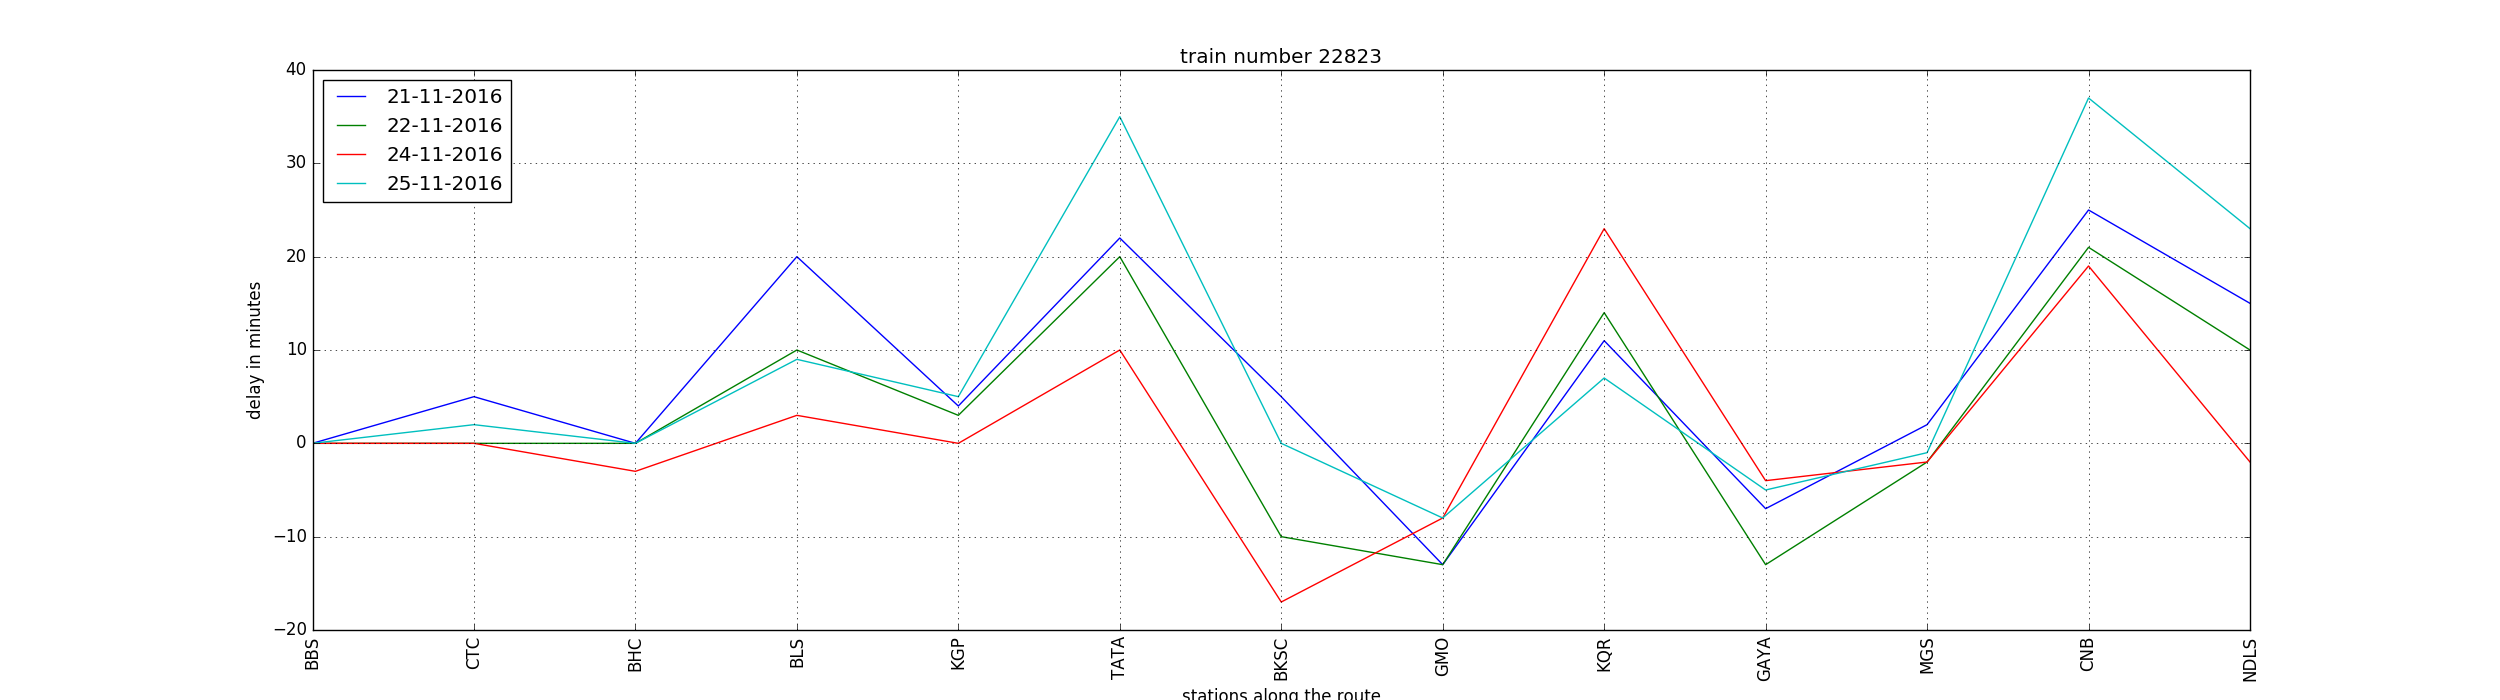 train number 22823
40
30
20
10
0
−10
−20
delay in minutes
21-11-2016
22-11-2016
24-11-2016
25-11-2016
BBS
CTC
BHC
BLS
KGP
TATA
BKSC
GMO
KQR
GAYA
MGS
CNB
NDLS
stations along the route